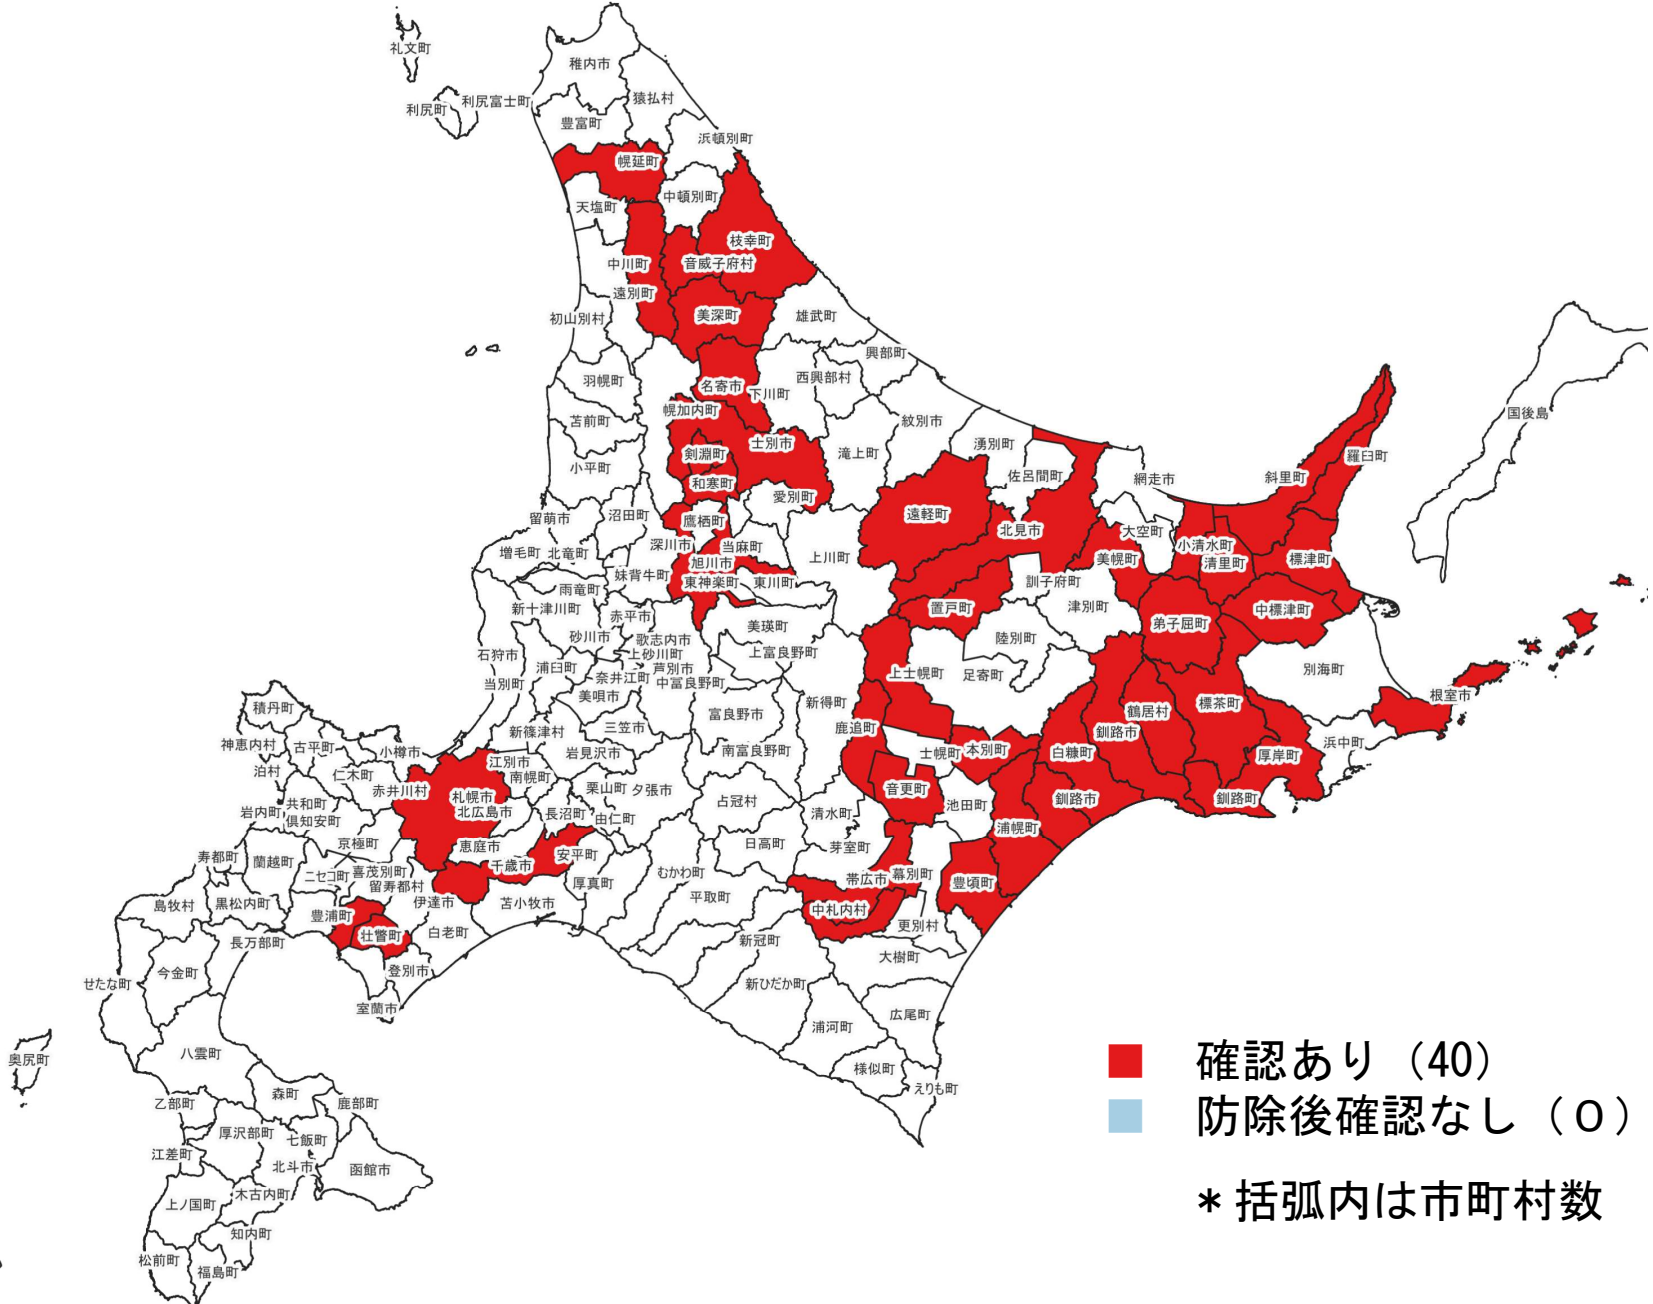 礼文町
稚内市
利尻町
利尻富士町
猿払村
豊富町
浜頓別町
幌延町
中頓別町
天塩町
枝幸町
中川町
音威子府村
遠別町
初山別村
美深町
雄武町
興部町
羽幌町
名寄市
下川町
西興部村
苫前町
幌加内町
紋別市
国後島
小平町
剣淵町
士別市
滝上町
湧別町
佐呂間町
羅臼町
和寒町
愛別町
網走市
斜里町
留萌市
沼田町
鷹栖町
遠軽町
北見市
大空町
小清水町
増毛町
北竜町
深川市
当麻町
旭川市
上川町
美幌町
清里町
標津町
妹背牛町
東神楽町
東川町
訓子府町
雨竜町
新十津川町
赤平市
置戸町
津別町
中標津町
美瑛町
弟子屈町
砂川市
歌志内市
陸別町
石狩市
上砂川町
上富良野町
浦臼町
芦別市
奈井江町
上士幌町
足寄町
別海町
当別町
中富良野町
美唄市
根室市
積丹町
新得町
標茶町
富良野市
鶴居村
三笠市
鹿追町
釧路市
新篠津村
神恵内村
古平町
小樽市
岩見沢市
南富良野町
士幌町
本別町
白糠町
浜中町
厚岸町
江別市
泊村
仁木町
南幌町
赤井川村
栗山町
夕張市
音更町
札幌市
占冠村
池田町
釧路市
釧路町
岩内町
共和町
倶知安町
北広島市
長沼町
由仁町
清水町
浦幌町
京極町
恵庭市
日高町
芽室町
寿都町
蘭越町
安平町
千歳市
ニセコ町
喜茂別町
むかわ町
帯広市
幕別町
豊頃町
留寿都村
厚真町
島牧村
黒松内町
伊達市
苫小牧市
平取町
中札内村
豊浦町
更別村
壮瞥町
白老町
長万部町
新冠町
大樹町
せたな町
今金町
登別市
新ひだか町
室蘭市
浦河町
広尾町
奥尻町
八雲町
様似町
えりも町
森町
乙部町
鹿部町
厚沢部町
七飯町
江差町
北斗市
函館市
上ノ国町
木古内町
知内町
松前町
福島町
確認あり（40）
防除後確認なし（０）
＊括弧内は市町村数